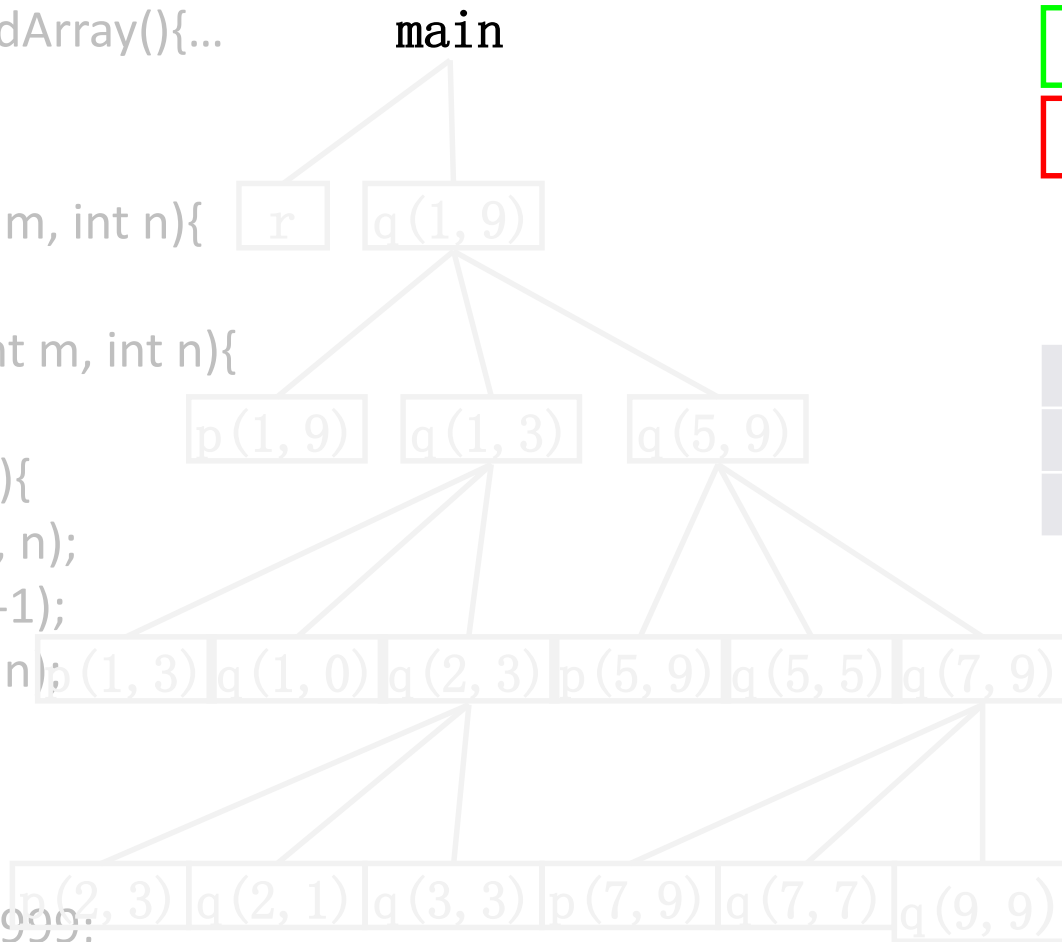 dArray(){…
main
m, int n){
r
q(1,9)
nt m, int n){
p(1,9)
q(1,3)
q(5,9)
){
, n);
-1);
n);
p(1,3)
q(1,0)
q(2,3)
p(5,9)
q(5,5)
q(7,9)
p(2,3)
q(2,1)
q(3,3)
p(7,9)
q(7,7)
q(9,9)
999;